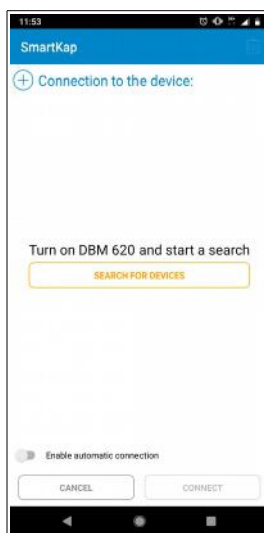 11:53
SmartKap
Connection to the device:
Turn on DBM 620 and start a search
SEARCH FOR DEVICES
Enable automatic connection
CANCEL CONNECT